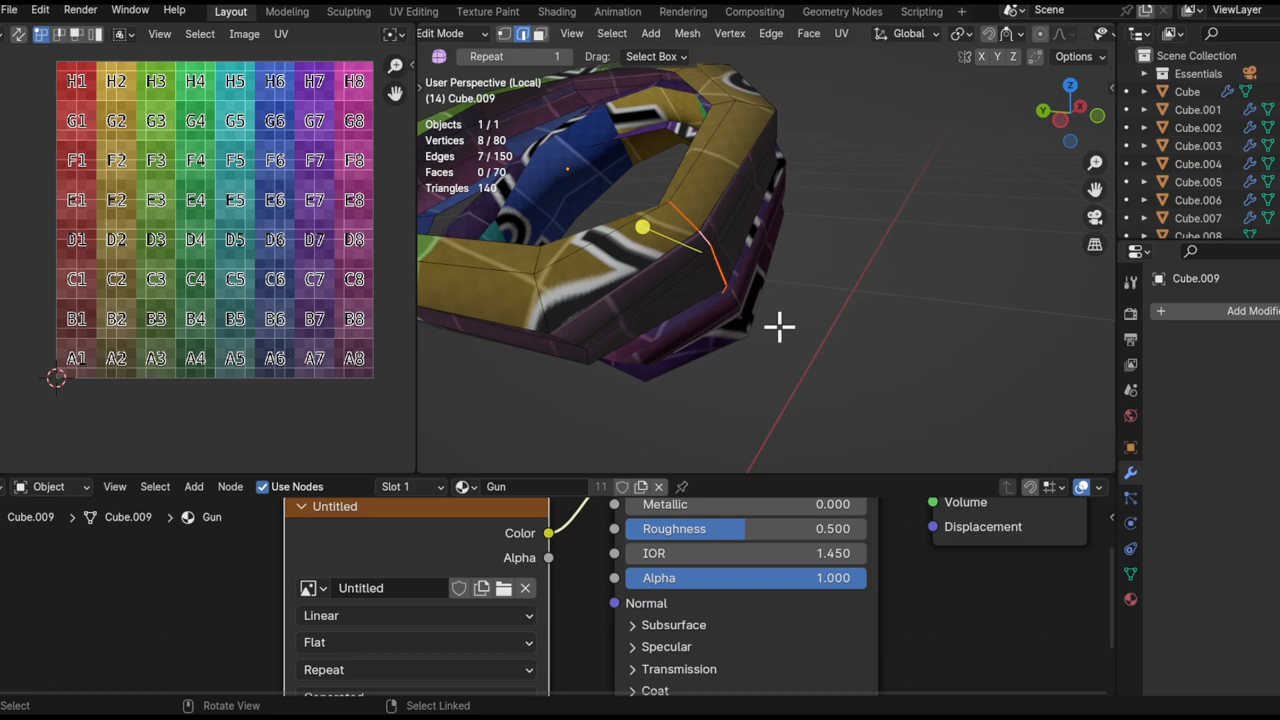 File Edit Render Window Help Layout Modeling Sculpting UV Editing Texture Paint Shading Animation Rendering Compositing Geometry Nodes Scripting + Scene ViewLayer
View Select Image UV
Edit Mode View Select Add Mesh Vertex Edge Face UV Global
Repeat 1 Drag: Select Box X Y Z Options
User Perspective (Local)
(14) Cube.009
Objects 1 / 1
Vertices 8 / 80
Edges 7 / 150
Faces 0 / 70
Triangles 140
H1 H2 H3 H4 H5 H6 H7 H8
G1 G2 G3 G4 G5 G6 G7 G8
F1 F2 F3 F4 F5 F6 F7 F8
E1 E2 E3 E4 E5 E6 E7 E8
D1 D2 D3 D4 D5 D6 D7 D8
C1 C2 C3 C4 C5 C6 C7 C8
B1 B2 B3 B4 B5 B6 B7 B8
A1 A2 A3 A4 A5 A6 A7 A8
Z
Y
X
Scene Collection
Essentials
Cube
Cube.001
Cube.002
Cube.003
Cube.004
Cube.005
Cube.006
Cube.007
Cube.008
Cube.009
+ Add Modifi
Object View Select Add Node Use Nodes Slot 1 Gun 11
Cube.009 > Cube.009 > Gun
Untitled
Color
Alpha
Untitled
Linear
Flat
Repeat
Metallic 0.000
Roughness 0.500
IOR 1.450
Alpha 1.000
Normal
Subsurface
Specular
Transmission
Coat
Volume
Displacement
Select Rotate View Select Linked